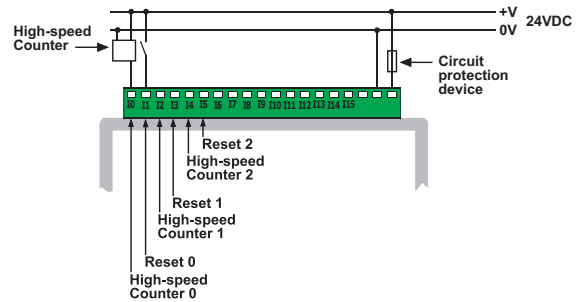 +V
24VDC
0V
High-speed
Counter
Circuit
protection
device
I0 I1 I2 I3 I4 I5 I6 I7 I8 I9 I10 I11 I12 I13 I14 I15
Reset 2
High-speed
Counter 2
Reset 1
High-speed
Counter 1
Reset 0
High-speed
Counter 0